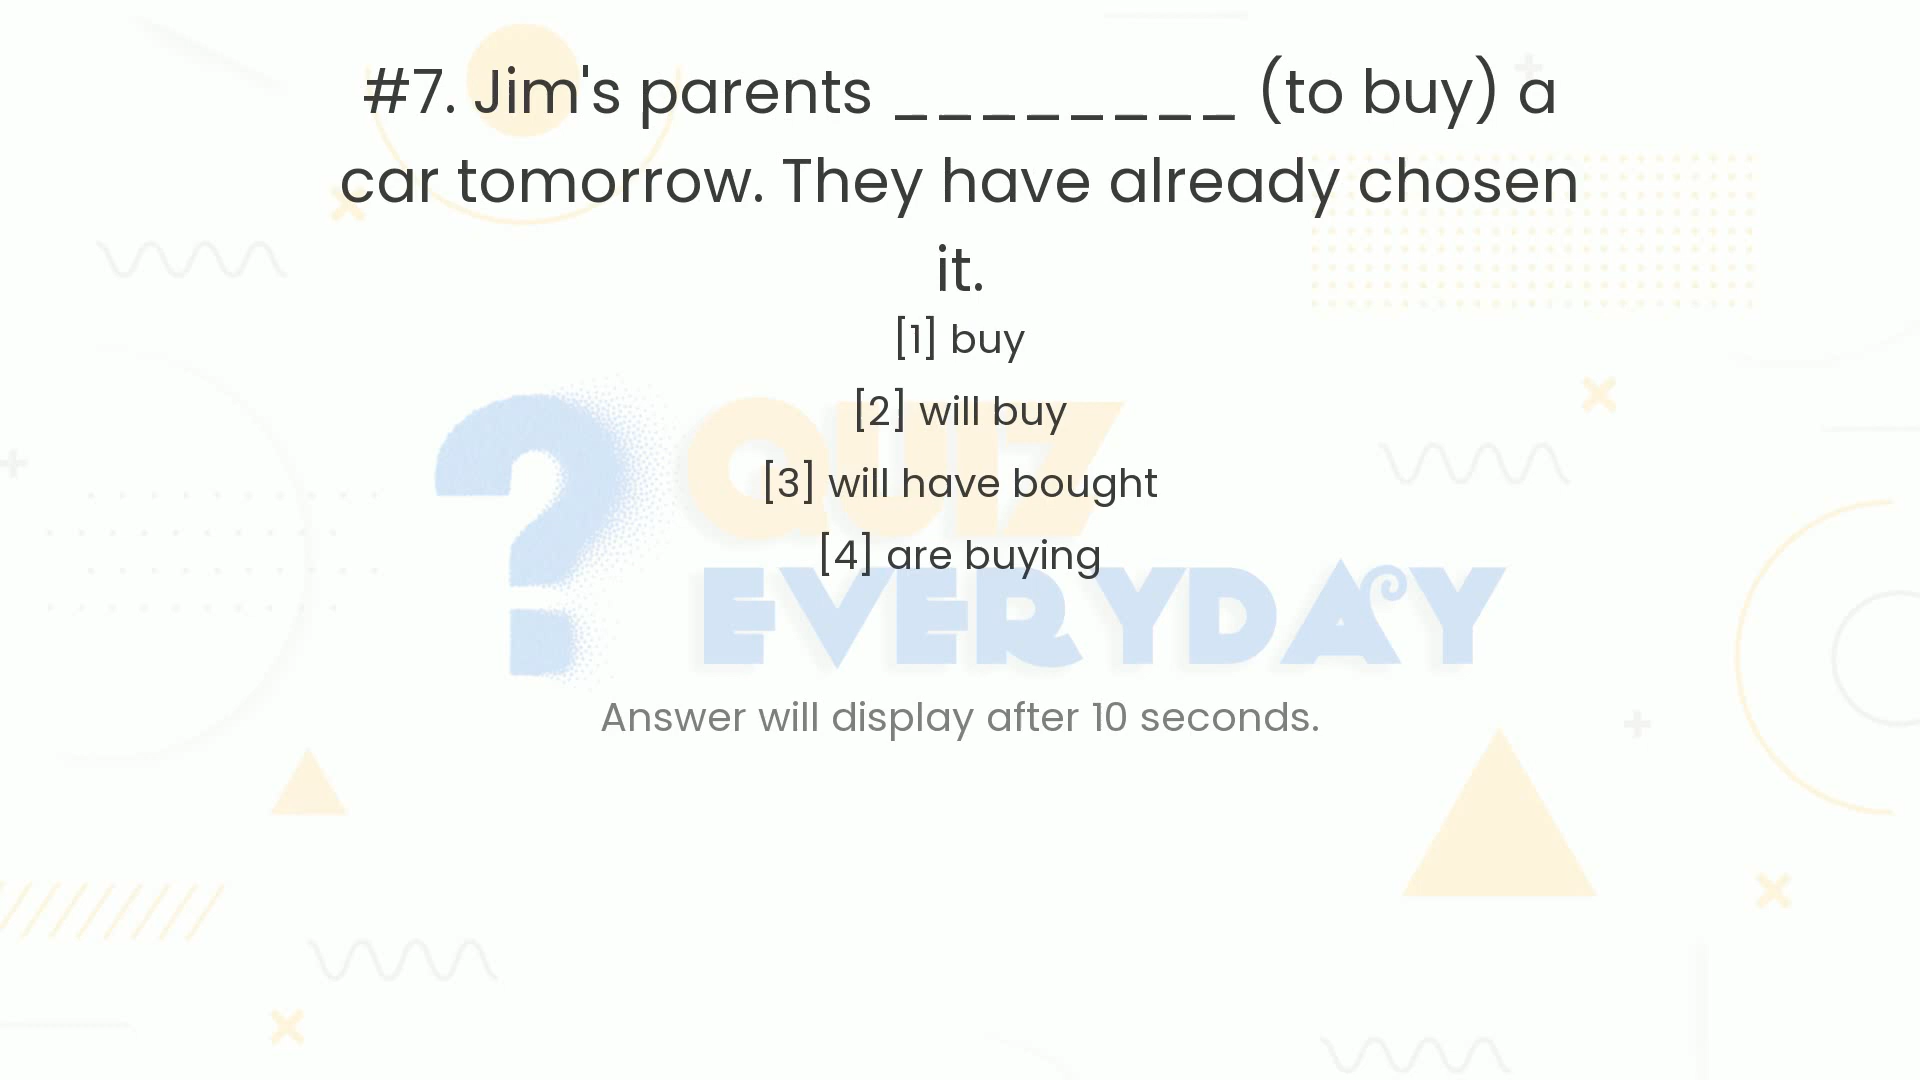 #7. Jim's parents ________ (to buy) a
car tomorrow. They have already chosen
it.
[1] buy
[2] will buy
[3] will have bought
[4] are buying
? QUIZ
EVERYDAY
Answer will display after 10 seconds.